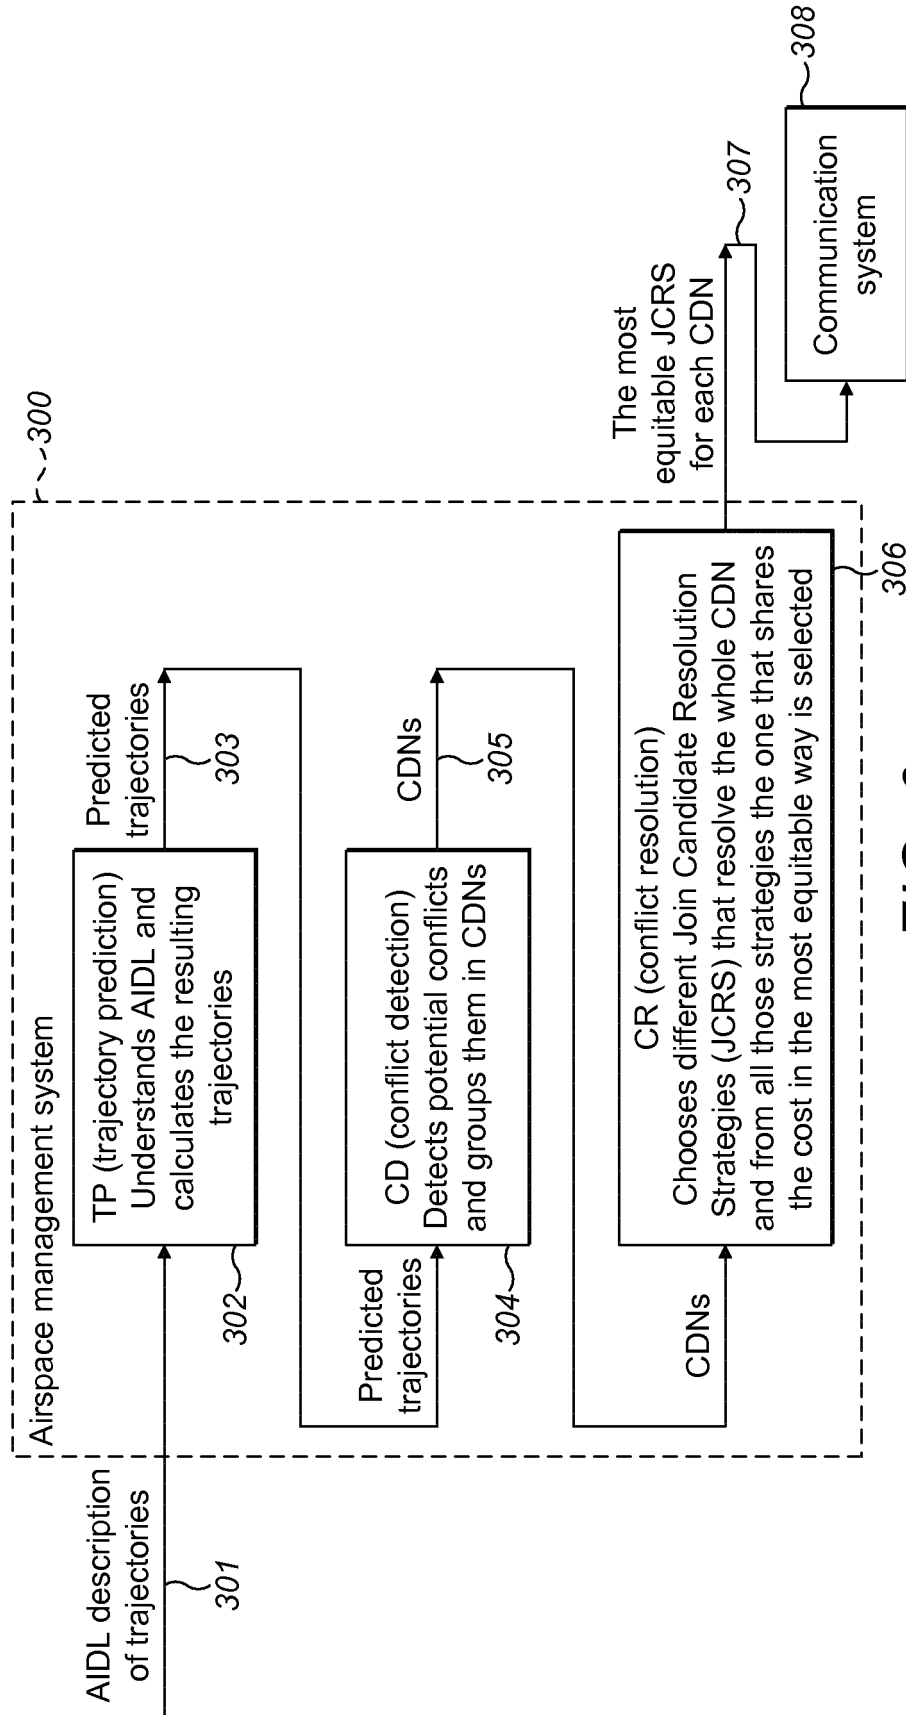 Airspace management system
300
AIDL description
of trajectories
301
TP (trajectory prediction)
Understands AIDL and
calculates the resulting
trajectories
302
Predicted
trajectories
303
Predicted
trajectories
CD (conflict detection)
Detects potential conflicts
and groups them in CDNs
304
CDNs
305
CDNs
CR (conflict resolution)
Chooses different Join Candidate Resolution
Strategies (JCRS) that resolve the whole CDN
and from all those strategies the one that shares
the cost in the most equitable way is selected
306
The most
equitable JCRS
for each CDN
307
Communication
system
308